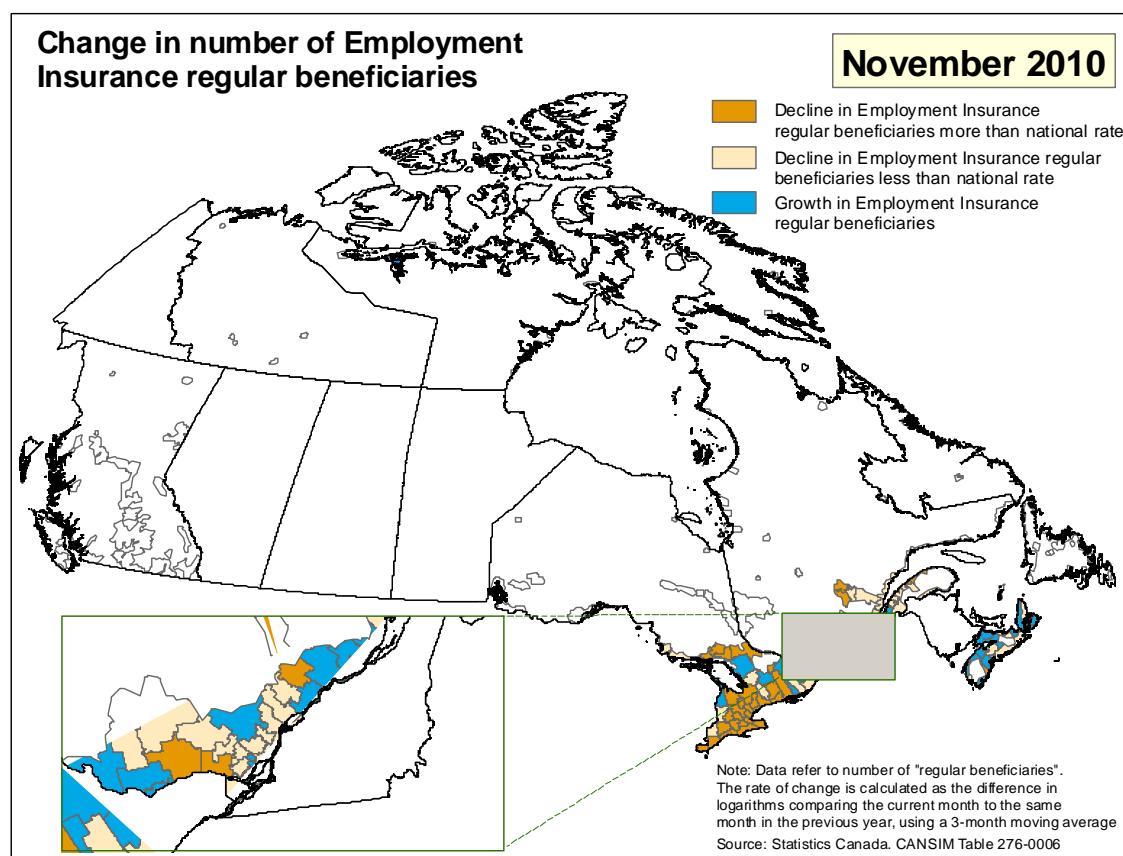 Change in number of Employment
Insurance regular beneficiaries
November 2010
Decline in Employment Insurance
regular beneficiaries more than national rate
Decline in Employment Insurance regular
beneficiaries less than national rate
Growth in Employment Insurance
regular beneficiaries
Note: Data refer to number of "regular beneficiaries".
The rate of change is calculated as the difference in
logarithms comparing the current month to the same
month in the previous year, using a 3-month moving average
Source: Statistics Canada. CANSIM Table 276-0006